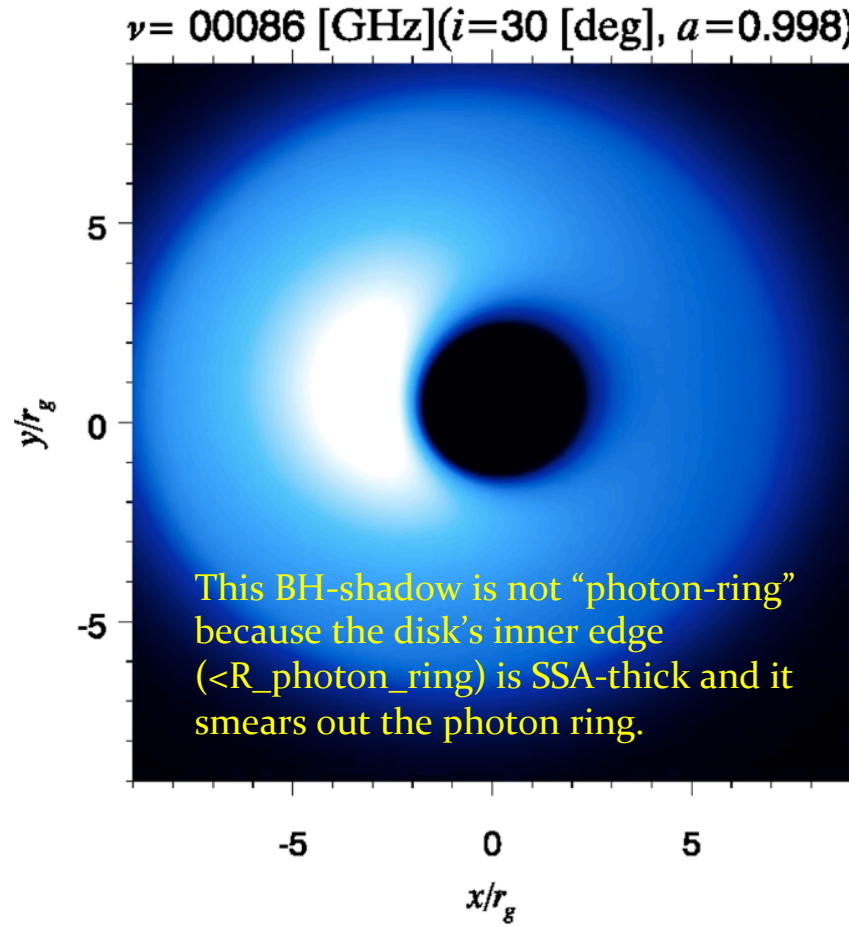 ν= 00086 [GHz](i=30 [deg], a=0.998)
5
0
-5
y/r_g
This BH-shadow is not “photon-ring”
because the disk’s inner edge
(<R_photon_ring) is SSA-thick and it
smears out the photon ring.
-5 0 5
x/r_g